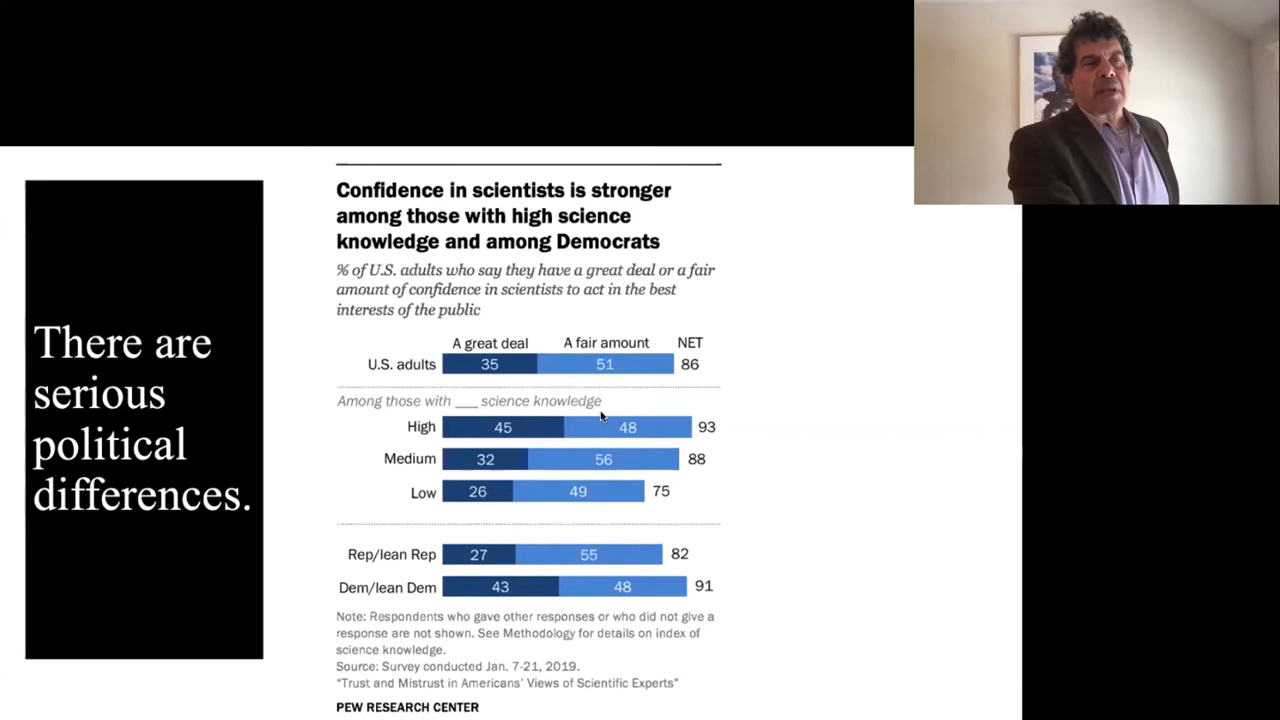 There are
serious
political
differences.
Confidence in scientists is stronger
among those with high science
knowledge and among Democrats
% of U.S. adults who say they have a great deal or a fair
amount of confidence in scientists to act in the best
interests of the public
A great deal A fair amount NET
U.S. adults 35 51 86
Among those with ___ science knowledge
High 45 48 93
Medium 32 56 88
Low 26 49 75
Rep/lean Rep 27 55 82
Dem/lean Dem 43 48 91
Note: Respondents who gave other responses or who did not give a
response are not shown. See Methodology for details on index of
science knowledge.
Source: Survey conducted Jan. 7-21, 2019.
"Trust and Mistrust in Americans' Views of Scientific Experts"
PEW RESEARCH CENTER